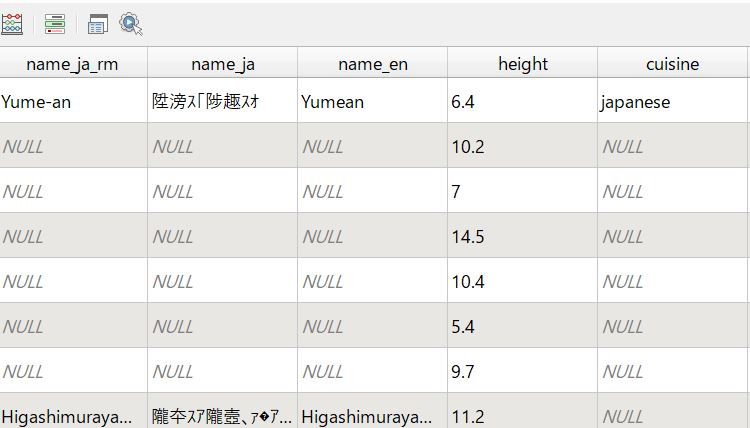 name_ja_rm name_ja name_en height cuisine
Yume-an 陞滂ｽ｢陟趣ｽｵ Yumean 6.4 japanese
NULL NULL NULL 10.2 NULL
NULL NULL NULL 7 NULL
NULL NULL NULL 14.5 NULL
NULL NULL NULL 10.4 NULL
NULL NULL NULL 5.4 NULL
NULL NULL NULL 9.7 NULL
Higashimuraya... Higashimuraya... 11.2 NULL